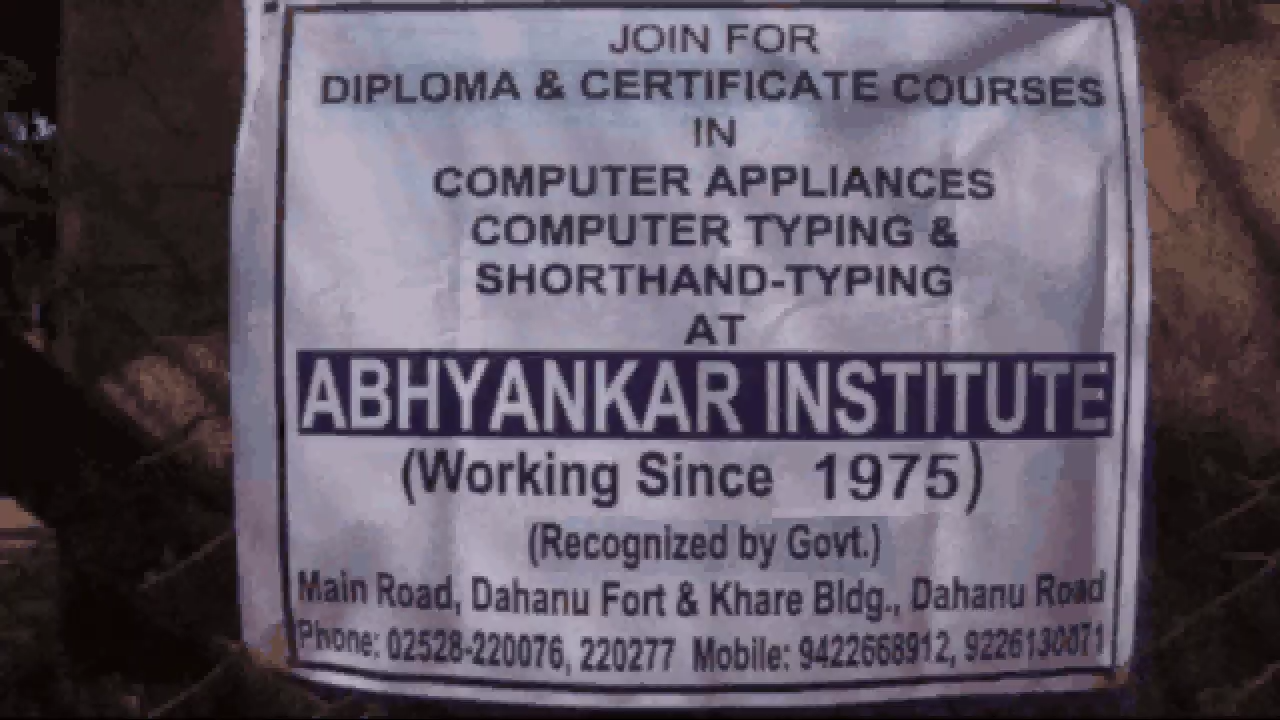 JOIN FOR
DIPLOMA & CERTIFICATE COURSES
IN
COMPUTER APPLIANCES
COMPUTER TYPING &
SHORTHAND-TYPING
AT
ABHYANKAR INSTITUTE
(Working Since 1975)
(Recognized by Govt.)
Main Road, Dahanu Fort & Khare Bldg., Dahanu Road
Phone: 02528-220076, 220277 Mobile: 9422668912, 9226130071